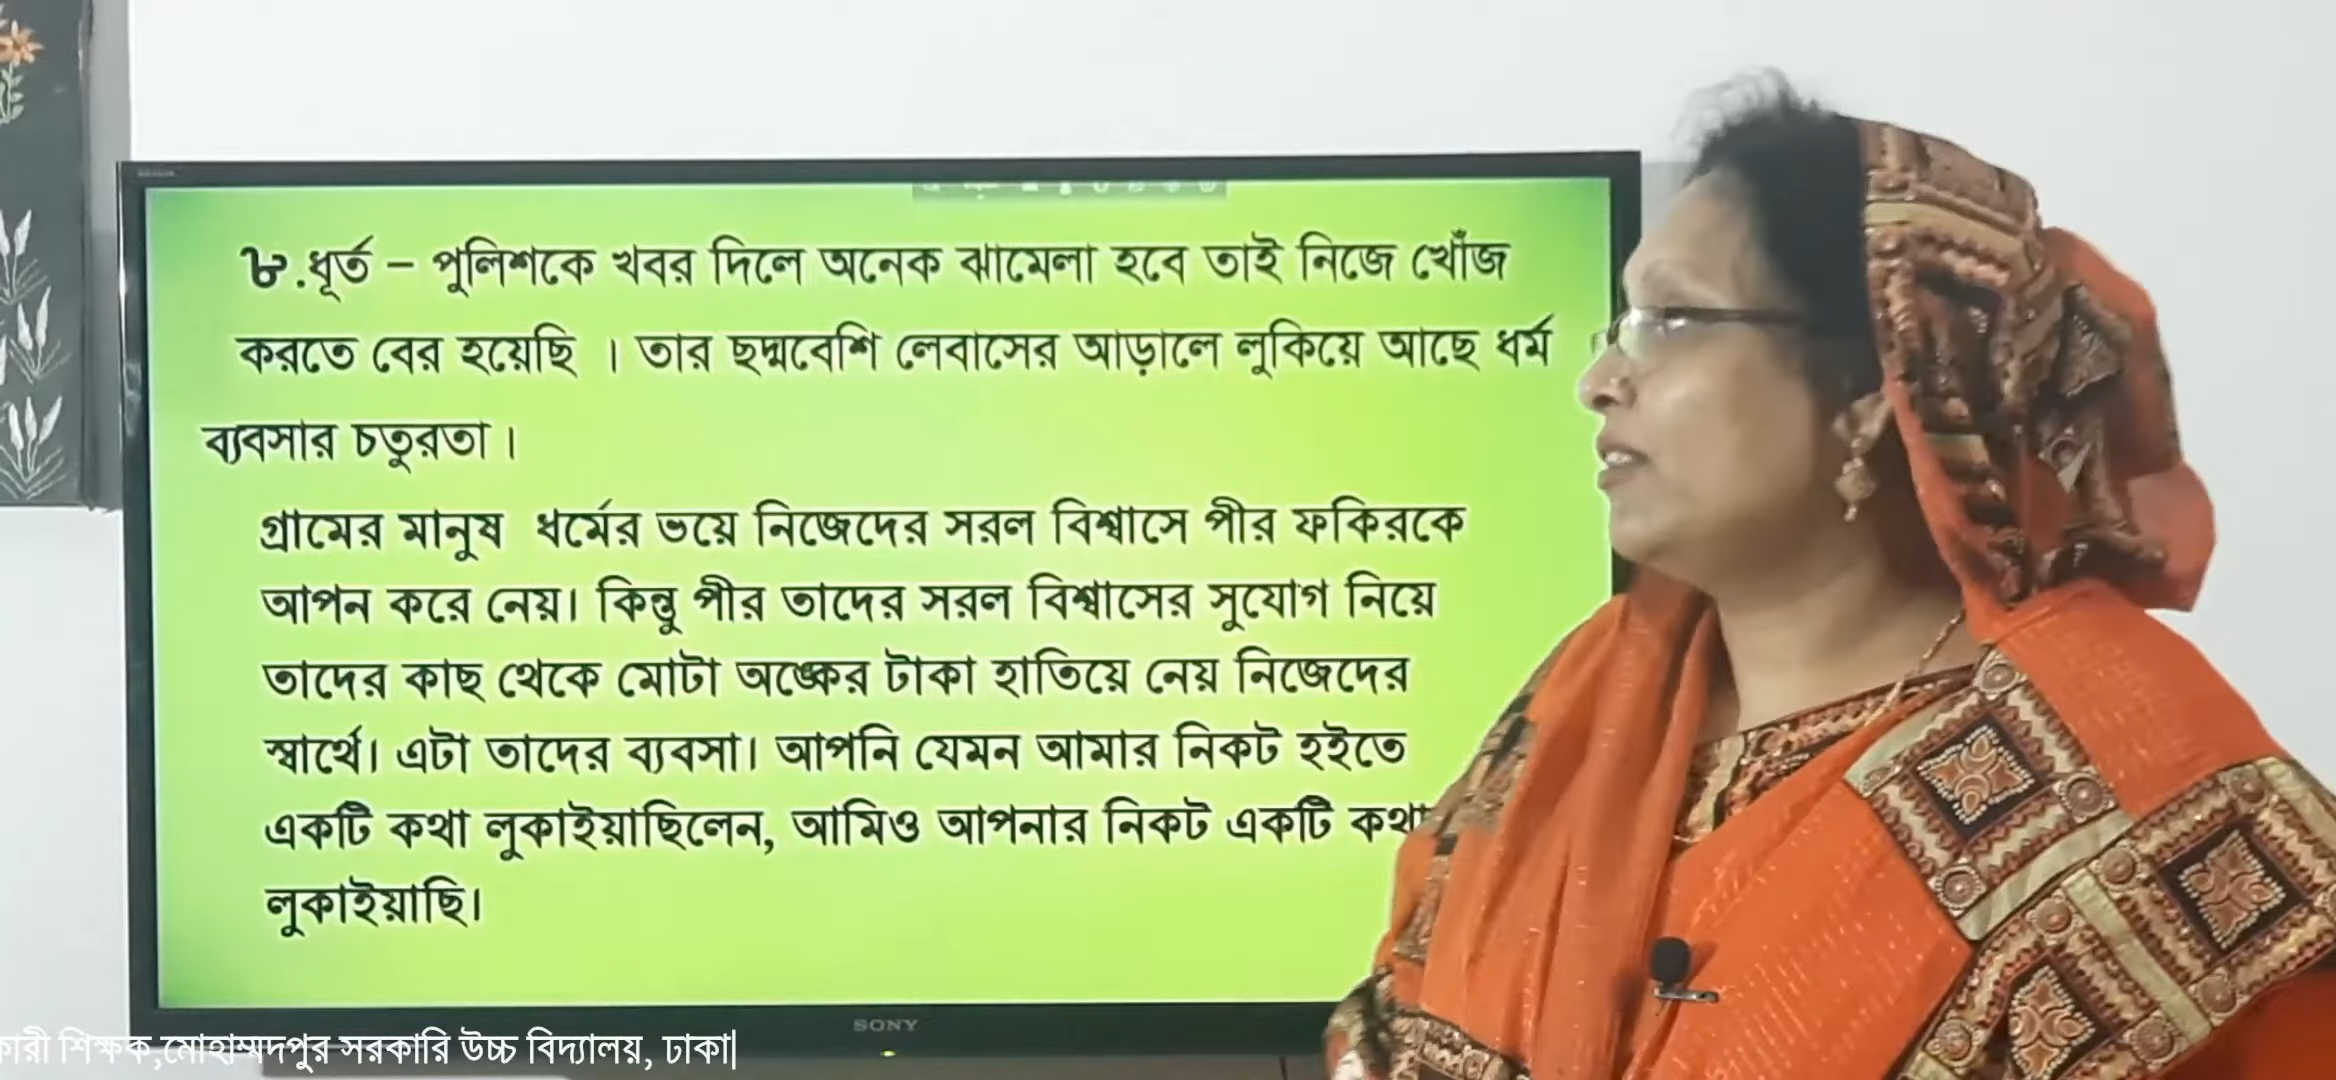 ৮.ধূর্ত – পুলিশকে খবর দিলে অনেক ঝামেলা হবে তাই নিজে খোঁজ
করতে বের হয়েছি । তার ছদ্মবেশি লেবাসের আড়ালে লুকিয়ে আছে ধর্ম
ব্যবসার চতুরতা।
গ্রামের মানুষ ধর্মের ভয়ে নিজেদের সরল বিশ্বাসে পীর ফকিরকে
আপন করে নেয়। কিন্তু পীর তাদের সরল বিশ্বাসের সুযোগ নিয়ে
তাদের কাছ থেকে মোটা অঙ্কের টাকা হাতিয়ে নেয় নিজেদের
স্বার্থে। এটা তাদের ব্যবসা। আপনি যেমন আমার নিকট হইতে
একটি কথা লুকাইয়াছিলেন, আমিও আপনার নিকট একটি কথা
লুকাইয়াছি।
SONY
কারী শিক্ষক,মোহাম্মদপুর সরকারি উচ্চ বিদ্যালয়, ঢাকা|